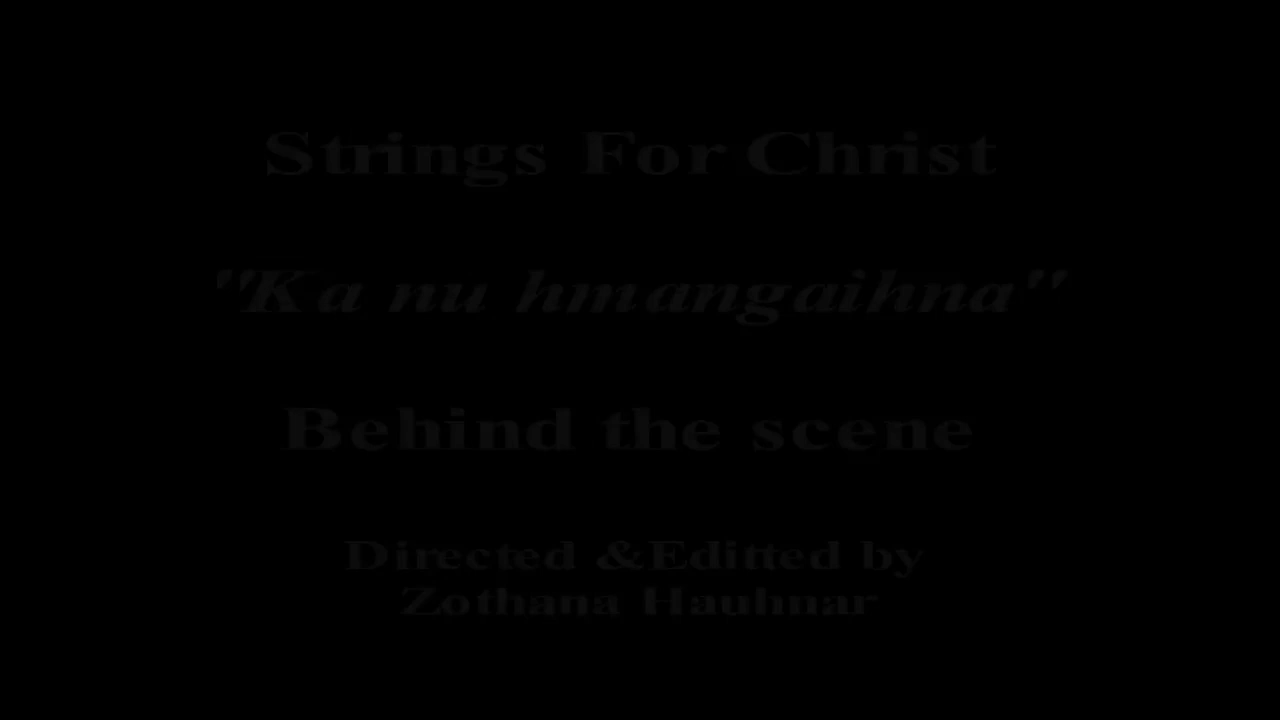 Strings For Christ
"Ka nu hmangaihna"
Behind the scene
Directed &Editted by
Zothana Hauhnar